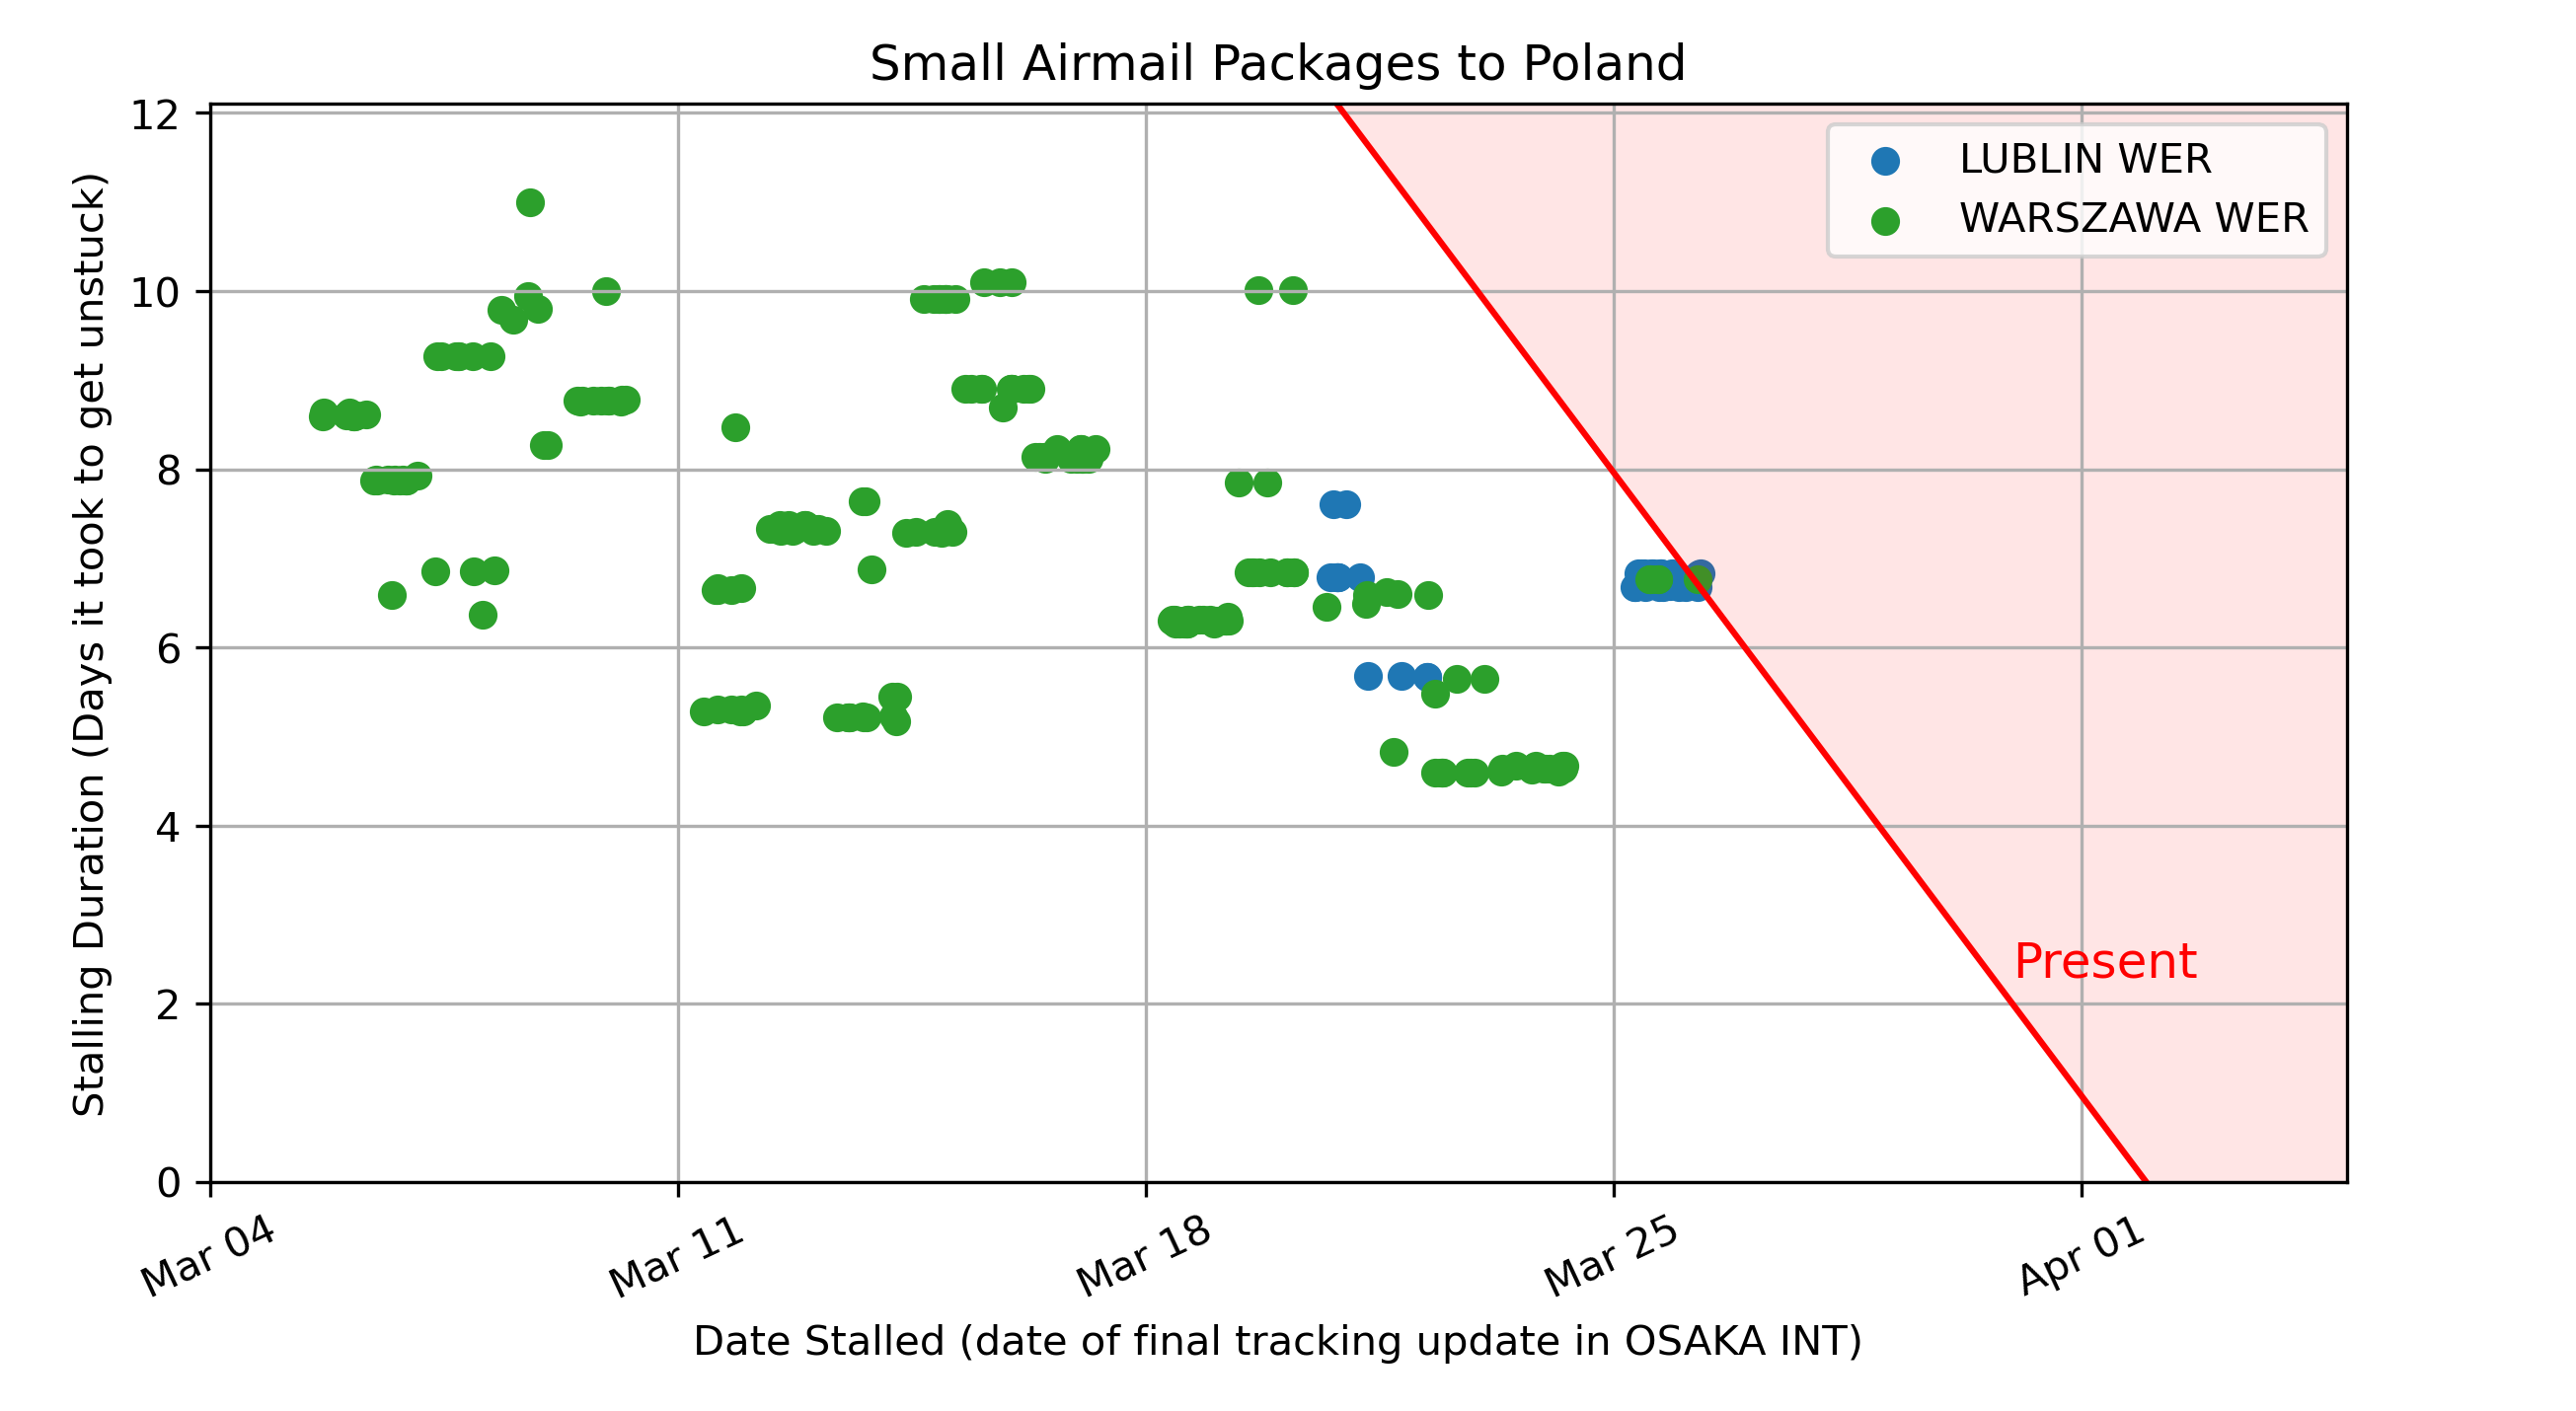 Small Airmail Packages to Poland
Stalling Duration (Days it took to get unstuck)
12
10
8
6
4
2
0
LUBLIN WER
WARSZAWA WER
Present
Mar 04
Mar 11
Mar 18
Mar 25
Apr 01
Date Stalled (date of final tracking update in OSAKA INT)